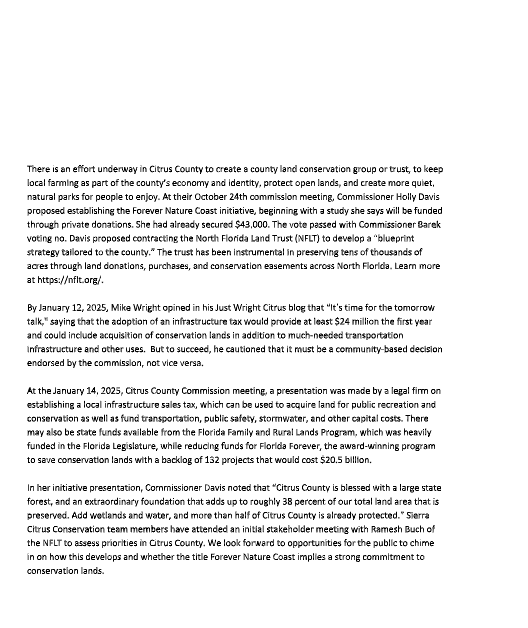 There is an effort underway in Citrus County to create a county land conservation group or trust, to keep
local farming as part of the county's economy and identity, protect open lands, and create more quiet,
natural parks for people to enjoy. At their October 24th commission meeting, Commissioner Holly Davis
proposed establishing the Forever Nature Coast initiative, beginning with a study she says will be funded
through private donations. She had already secured $43,000. The vote passed with Commissioner Barek
voting no. Davis proposed contracting the North Florida Land Trust (NFLT) to develop a "blueprint
strategy tailored to the county." The trust has been instrumental in preserving tens of thousands of
acres through land donations, purchases, and conservation easements across North Florida. Learn more
at https://nflt.org/.
By January 12, 2025, Mike Wright opined in his Just Wright Citrus blog that "It's time for the tomorrow
talk," saying that the adoption of an infrastructure tax would provide at least $24 million the first year
and could include acquisition of conservation lands in addition to much-needed transportation
infrastructure and other uses.  But to succeed, he cautioned that it must be a community-based decision
endorsed by the commission, not vice versa.
At the January 14, 2025, Citrus County Commission meeting, a presentation was made by a legal firm on
establishing a local infrastructure sales tax, which can be used to acquire land for public recreation and
conservation as well as fund transportation, public safety, stormwater, and other capital costs. There
may also be state funds available from the Florida Family and Rural Lands Program, which was heavily
funded in the Florida Legislature, while reducing funds for Florida Forever, the award-winning program
to save conservation lands with a backlog of 132 projects that would cost $20.5 billion.
In her initiative presentation, Commissioner Davis noted that "Citrus County is blessed with a large state
forest, and an extraordinary foundation that adds up to roughly 38 percent of our total land area that is
preserved. Add wetlands and water, and more than half of Citrus County is already protected." Sierra
Citrus Conservation team members have attended an initial stakeholder meeting with Ramesh Buch of
the NFLT to assess priorities in Citrus County. We look forward to opportunities for the public to chime
in on how this develops and whether the title Forever Nature Coast implies a strong commitment to
conservation lands.